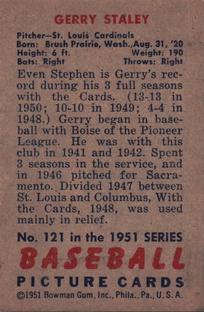 GERRY STALEY
Pitcher—St. Louis Cardinals
Born: Brush Prairie, Wash., Aug. 31, '20
Height: 6 ft. Weight: 190
Bats: Right Throws: Right
Even Stephen is Gerry's rec-
ord during his 3 full seasons
with the Cards. (13-13 in
1950; 10-10 in 1949; 4-4
in 1948.) Gerry began in base-
ball with Boise of the Pioneer
League. He was with this
club in 1941 and 1942. Spent
3 seasons in the service, and
in 1946 pitched for Sacra-
mento. Divided 1947 between
St. Louis and Columbus, With
the Cards, 1948, was used
mainly in relief.
No. 121 in the 1951 SERIES
BASEBALL
PICTURE CARDS
©1951 Bowman Gum, Inc., Phila., Pa., U. S. A.